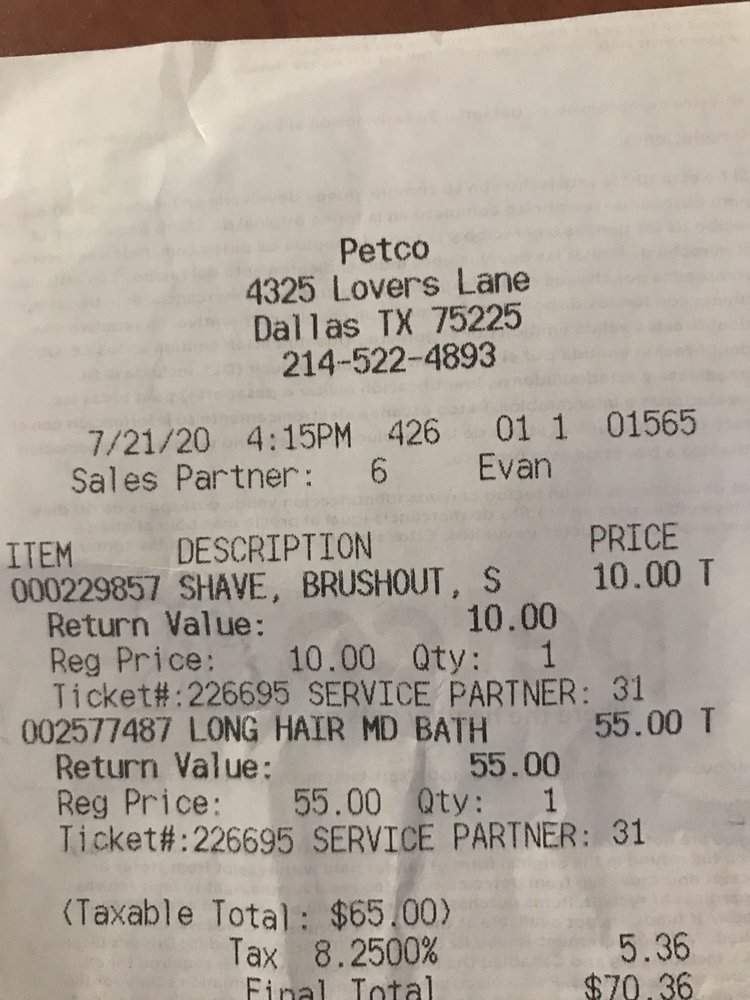 Petco
4325 Lovers Lane
Dallas TX 75225
214-522-4893
7/21/20 4:15PM 426 01 1 01565
Sales Partner: 6 Evan
ITEM DESCRIPTION PRICE
000229857 SHAVE, BRUSHOUT, S 10.00 T
Return Value: 10.00
Reg Price: 10.00 Qty: 1
Ticket#:226695 SERVICE PARTNER: 31
002577487 LONG HAIR MD BATH 55.00 T
Return Value: 55.00
Reg Price: 55.00 Qty: 1
Ticket#:226695 SERVICE PARTNER: 31
(Taxable Total: $65.00)
Tax 8.2500% 5.36
Final Total $70.36